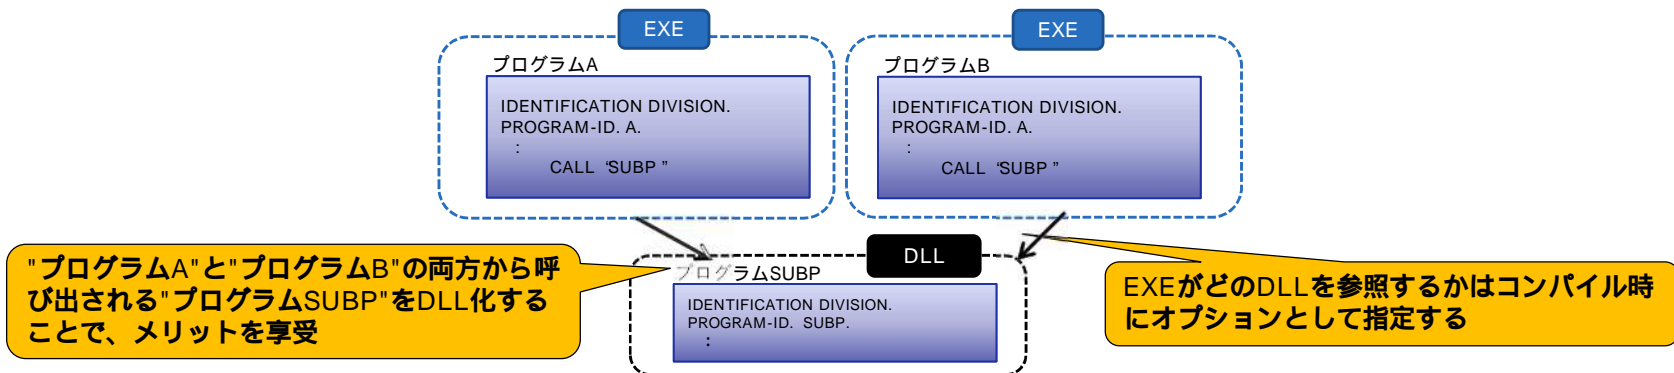 EXE
プログラムA
IDENTIFICATION DIVISION.
PROGRAM-ID. A.
:
CALL “SUBP ”
EXE
プログラムB
IDENTIFICATION DIVISION.
PROGRAM-ID. A.
:
CALL “SUBP ”
"プログラムA"と"プログラムB"の両方から呼
び出される"プログラムSUBP"をDLL化する
ことで、メリットを享受
DLL
プログラムSUBP
IDENTIFICATION DIVISION.
PROGRAM-ID. SUBP.
:
EXEがどのDLLを参照するかはコンパイル時
にオプションとして指定する